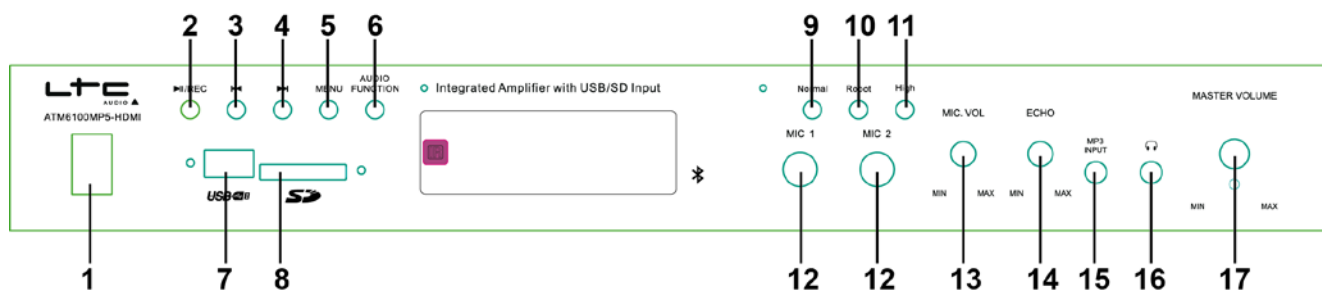 2 3 4 5 6 9 10 11
LTC
AUDIO
ATM6100MP5-HDMI
/REC
MENU
AUDIO
FUNCTION
Integrated Amplifier with USB/SD Input
Normal
Robot
High
MIC 1
MIC 2
MIC. VOL
ECHO
MP3
INPUT
MASTER VOLUME
USB
SD
MIN MAX
MIN MAX
MIN MAX
1 7 8 12 12 13 14 15 16 17